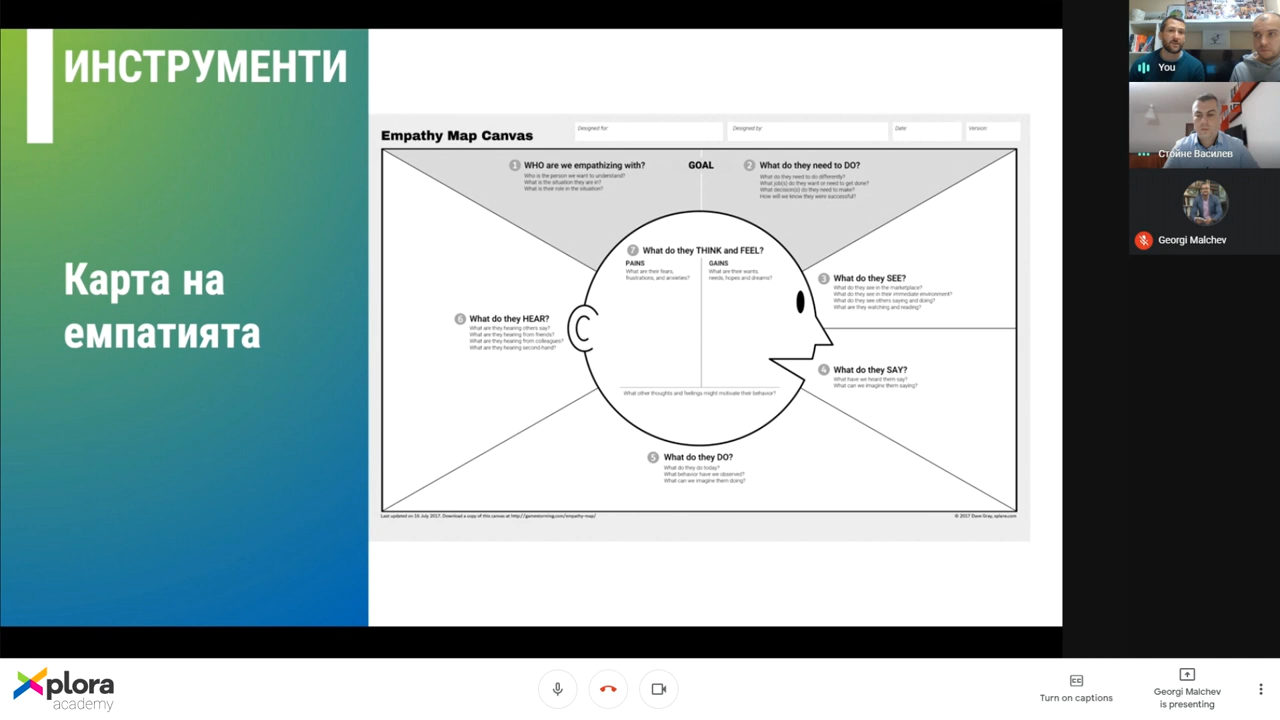 ИНСТРУМЕНТИ
Карта на
емпатията
Empathy Map Canvas
Designed for:
Designed by:
Date:
Version:
1 WHO are we empathizing with?
Who is the person we want to understand?
What is the situation they are in?
What is their role in the situation?
GOAL
2 What do they need to DO?
What do they need to do differently?
What job(s) do they want or need to get done?
What decision(s) do they need to make?
How will we know they were successful?
7 What do they THINK and FEEL?
PAINS
What are their fears,
frustrations, and anxieties?
GAINS
What are their wants,
needs, hopes and dreams?
3 What do they SEE?
What do they see in the marketplace?
What do they see in their immediate environment?
What do they see others saying and doing?
What are they watching and reading?
6 What do they HEAR?
What are they hearing others say?
What are they hearing from friends?
What are they hearing from colleagues?
What are they hearing second-hand?
4 What do they SAY?
What have we heard them say?
What can we imagine them saying?
What other thoughts and feelings might motivate their behavior?
5 What do they DO?
What do they do today?
What behavior have we observed?
What can we imagine them doing?
Last updated on 16 July 2017. Download a copy of this canvas at http://gamestorming.com/empathy-map/
© 2017 Dave Gray, xplane.com
You
Стойне Василев
Georgi Malchev
Xplora
academy
CC
Turn on captions
Georgi Malchev
is presenting